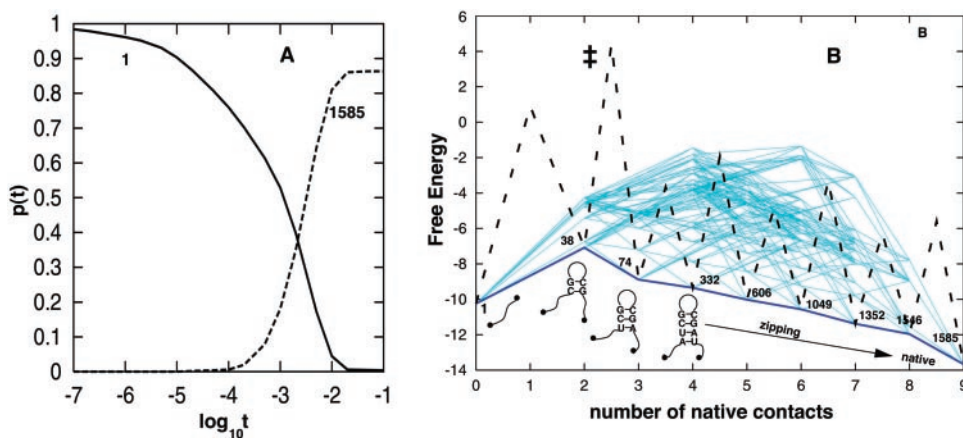 1
0.9
0.8
0.7
0.6
0.5
0.4
0.3
0.2
0.1
0
p(t)
1
A
1585
-7 -6 -5 -4 -3 -2 -1
log10t
6
4
2
0
-2
-4
-6
-8
-10
-12
-14
Free Energy
‡
B
B
38
74
1
332
606
1049
1352
1546
1585
G C
C G
G C
C G
U A
G C
C G
U A
A U
zipping
native
0 1 2 3 4 5 6 7 8 9
number of native contacts